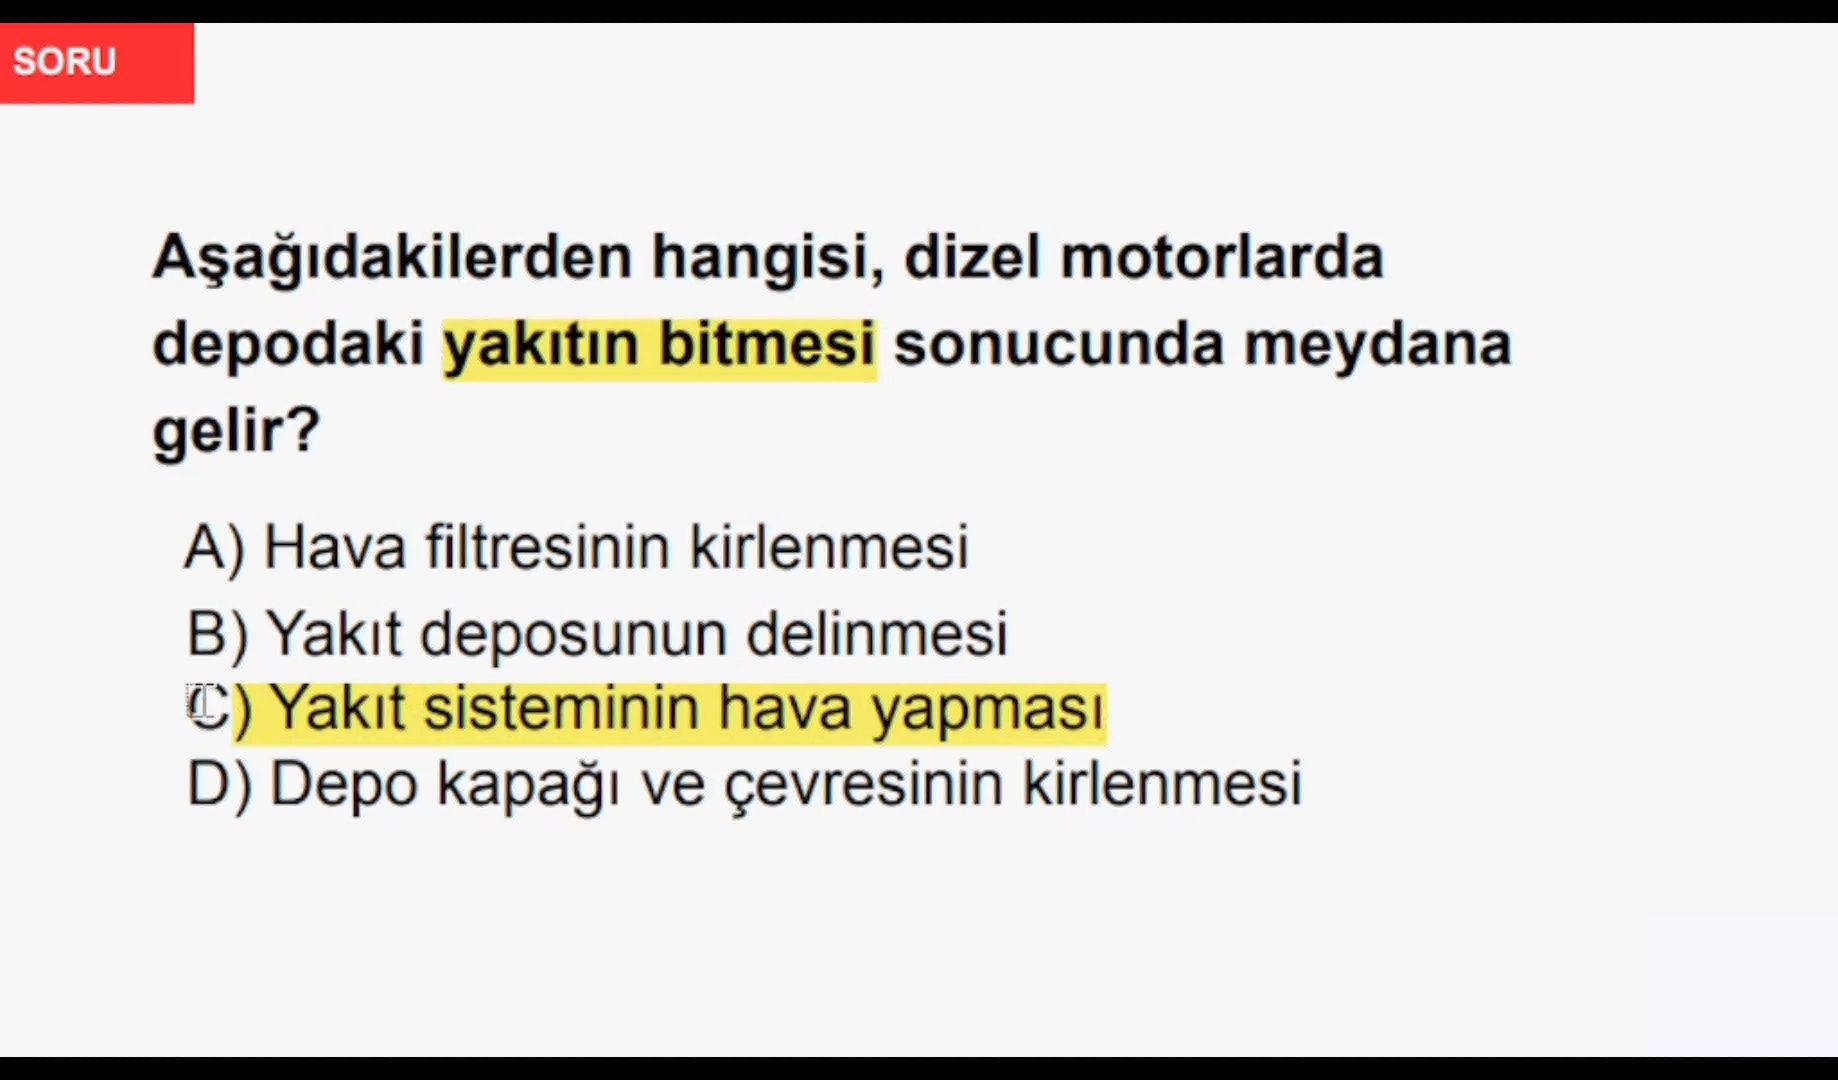 SORU
Aşağıdakilerden hangisi, dizel motorlarda
depodaki yakıtın bitmesi sonucunda meydana
gelir?
A) Hava filtresinin kirlenmesi
B) Yakıt deposunun delinmesi
C) Yakıt sisteminin hava yapması
D) Depo kapağı ve çevresinin kirlenmesi